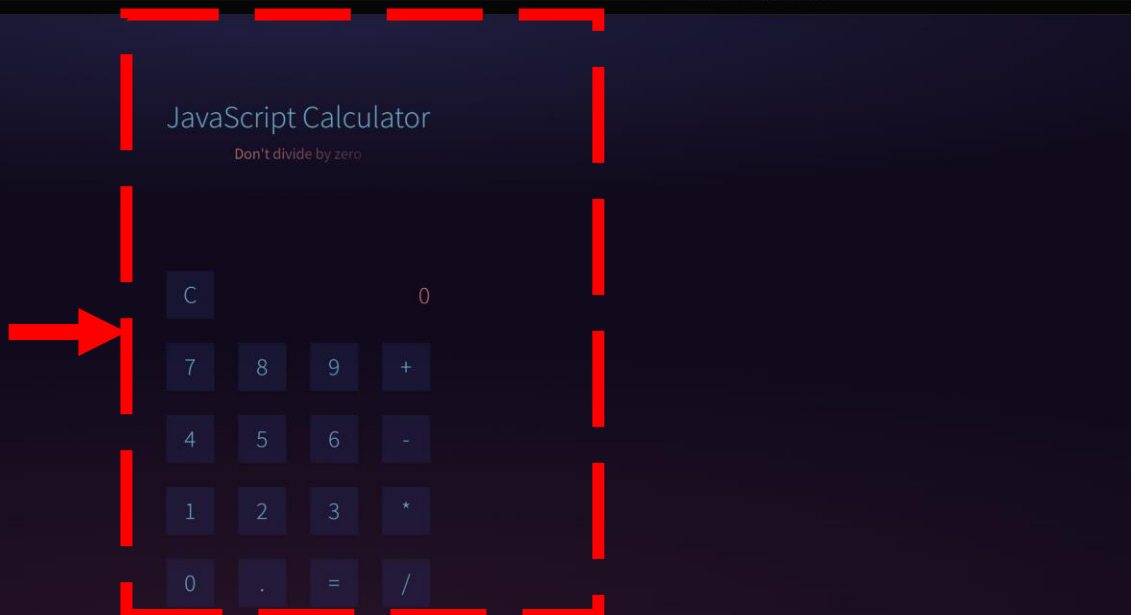 JavaScript Calculator
Don't divide by zero
C 0
7 8 9 +
4 5 6 -
1 2 3 *
0 . = /